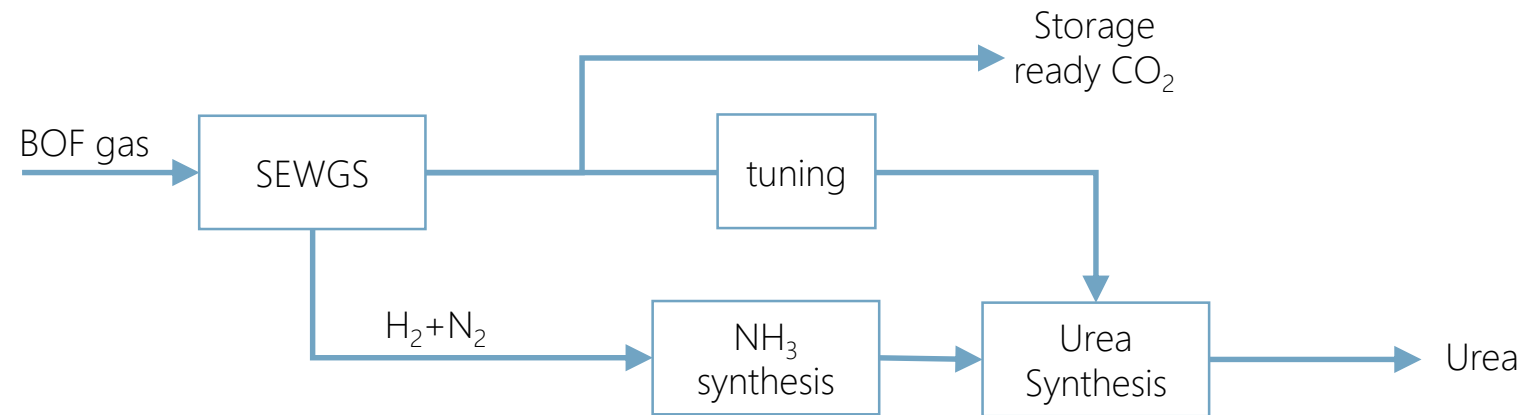 Storage
ready CO₂
BOF gas
SEWGS
tuning
H₂+N₂
NH₃
synthesis
Urea
Synthesis
Urea